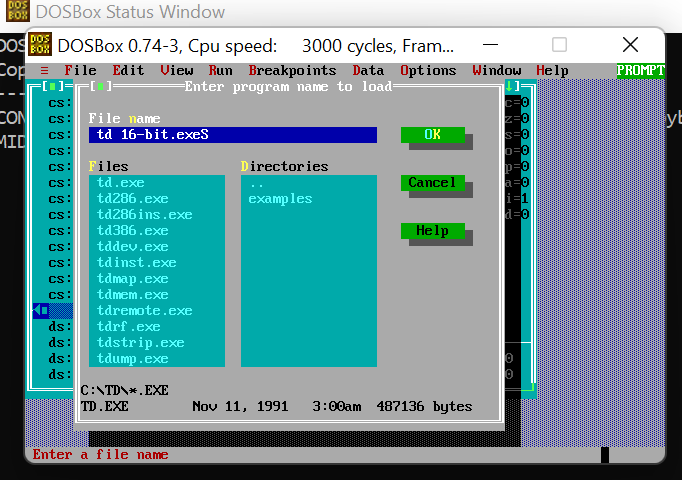 DOS BOX DOSBox Status Window
DOS BOX DOSBox 0.74-3, Cpu speed: 3000 cycles, Fram...
≡ File Edit View Run Breakpoints Data Options Window Help PROMPT
[■] [■] Enter program name to load [↓]
cs: c=0
cs: File name z=0
cs: td 16-bit.exeS OK s=0
cs: o=0
cs: Files Directories p=0
cs: td.exe .. Cancel a=0
cs: td286.exe examples i=1
cs: td286ins.exe d=0
cs: td386.exe Help
cs: tddev.exe
cs: tdinst.exe
cs: tdmap.exe
cs: tdmem.exe
tdremote.exe
ds: tdrf.exe
ds: tdstrip.exe
ds: tdump.exe 0
ds: 0
C:\TD\*.EXE
TD.EXE Nov 11, 1991 3:00am 487136 bytes
Enter a file name
DOS
Cop
---
CON
MID
yb